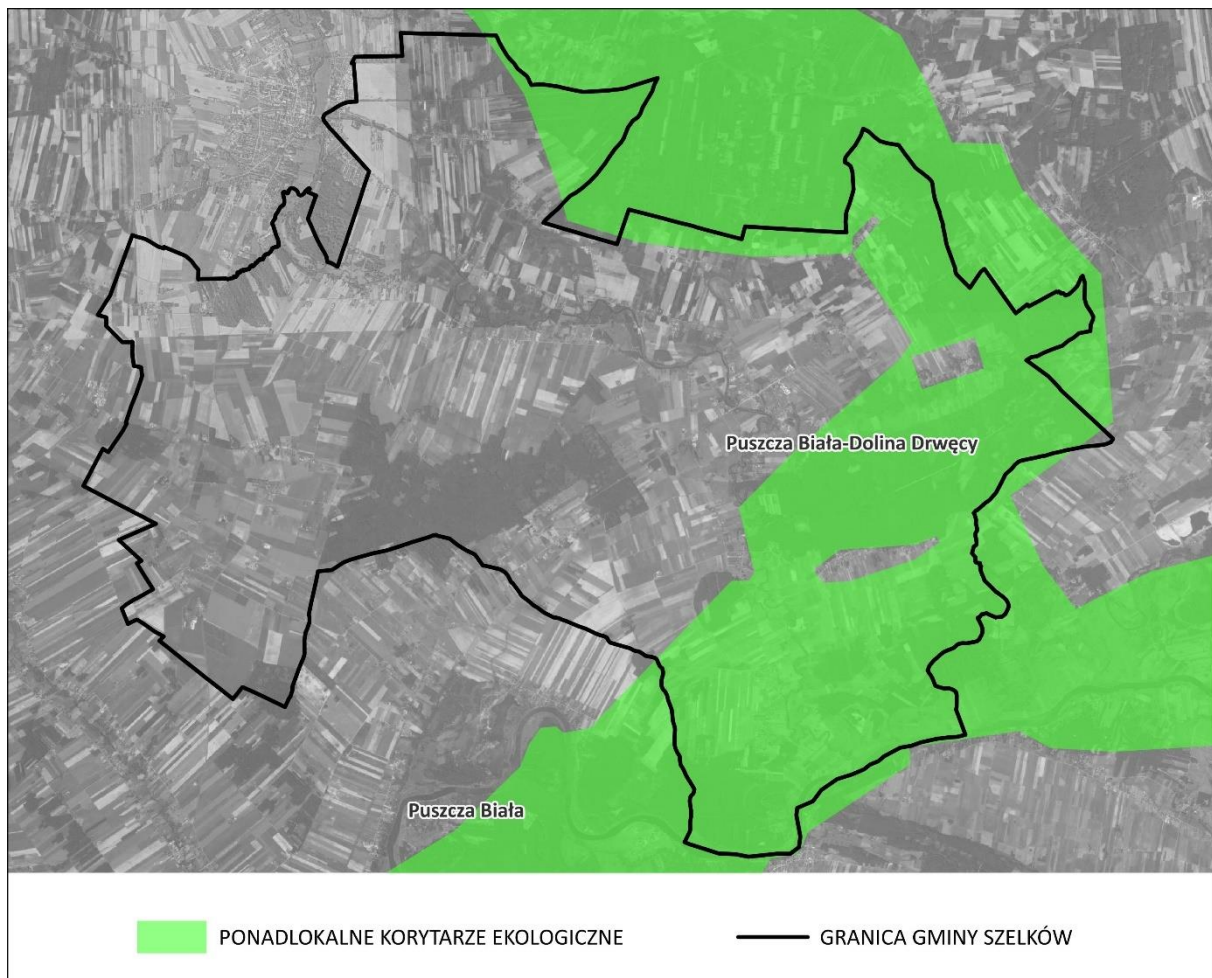 Puszcza Biała-Dolina Drwęcy
Puszcza Biała
PONADLOKALNE KORYTARZE EKOLOGICZNE
GRANICA GMINY SZELKÓW